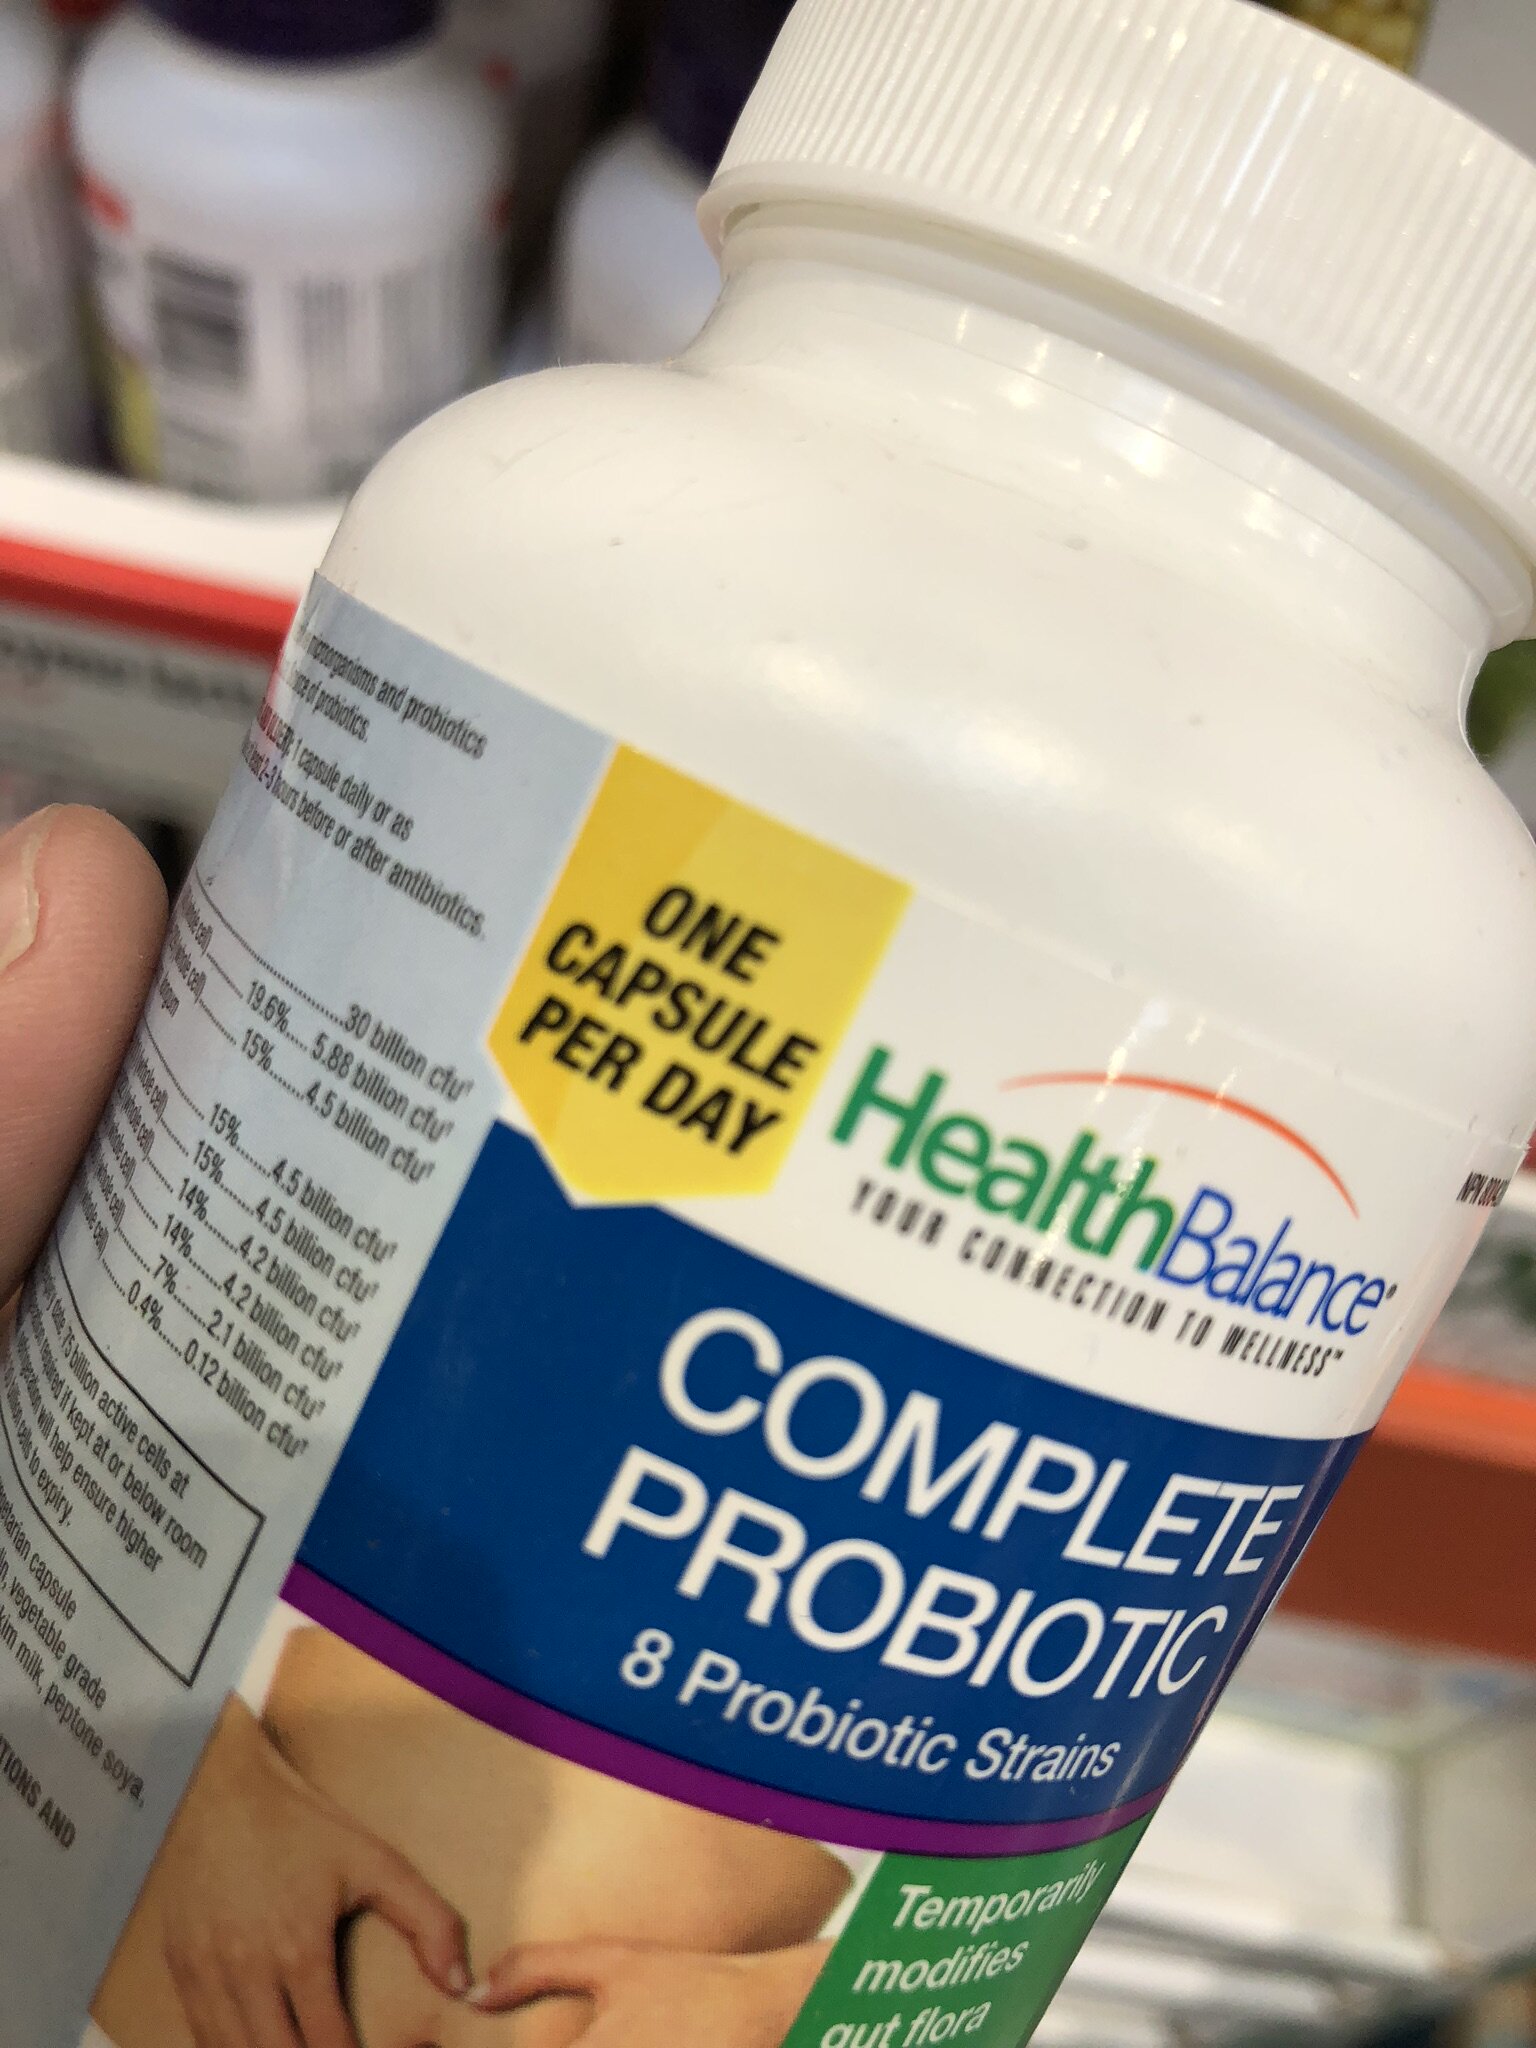 microorganisms and probiotics
of probiotics.
1 capsule daily or as
2–3 hours before or after antibiotics.
30 billion cfu†
19.6% 5.88 billion cfu†
15% 4.5 billion cfu†
15% 4.5 billion cfu†
15% 4.5 billion cfu†
14% 4.2 billion cfu†
14% 4.2 billion cfu†
7% 2.1 billion cfu†
0.4% 0.12 billion cfu†
75 billion active cells at
required if kept at or below room
will help ensure higher
cells to expiry.
capsule
vegetable grade
milk, peptone soya,
AND
ONE
CAPSULE
PER DAY
HealthBalance®
YOUR CONNECTION TO WELLNESS™
NPN
COMPLETE
PROBIOTIC
8 Probiotic Strains
Temporarily
modifies
gut flora